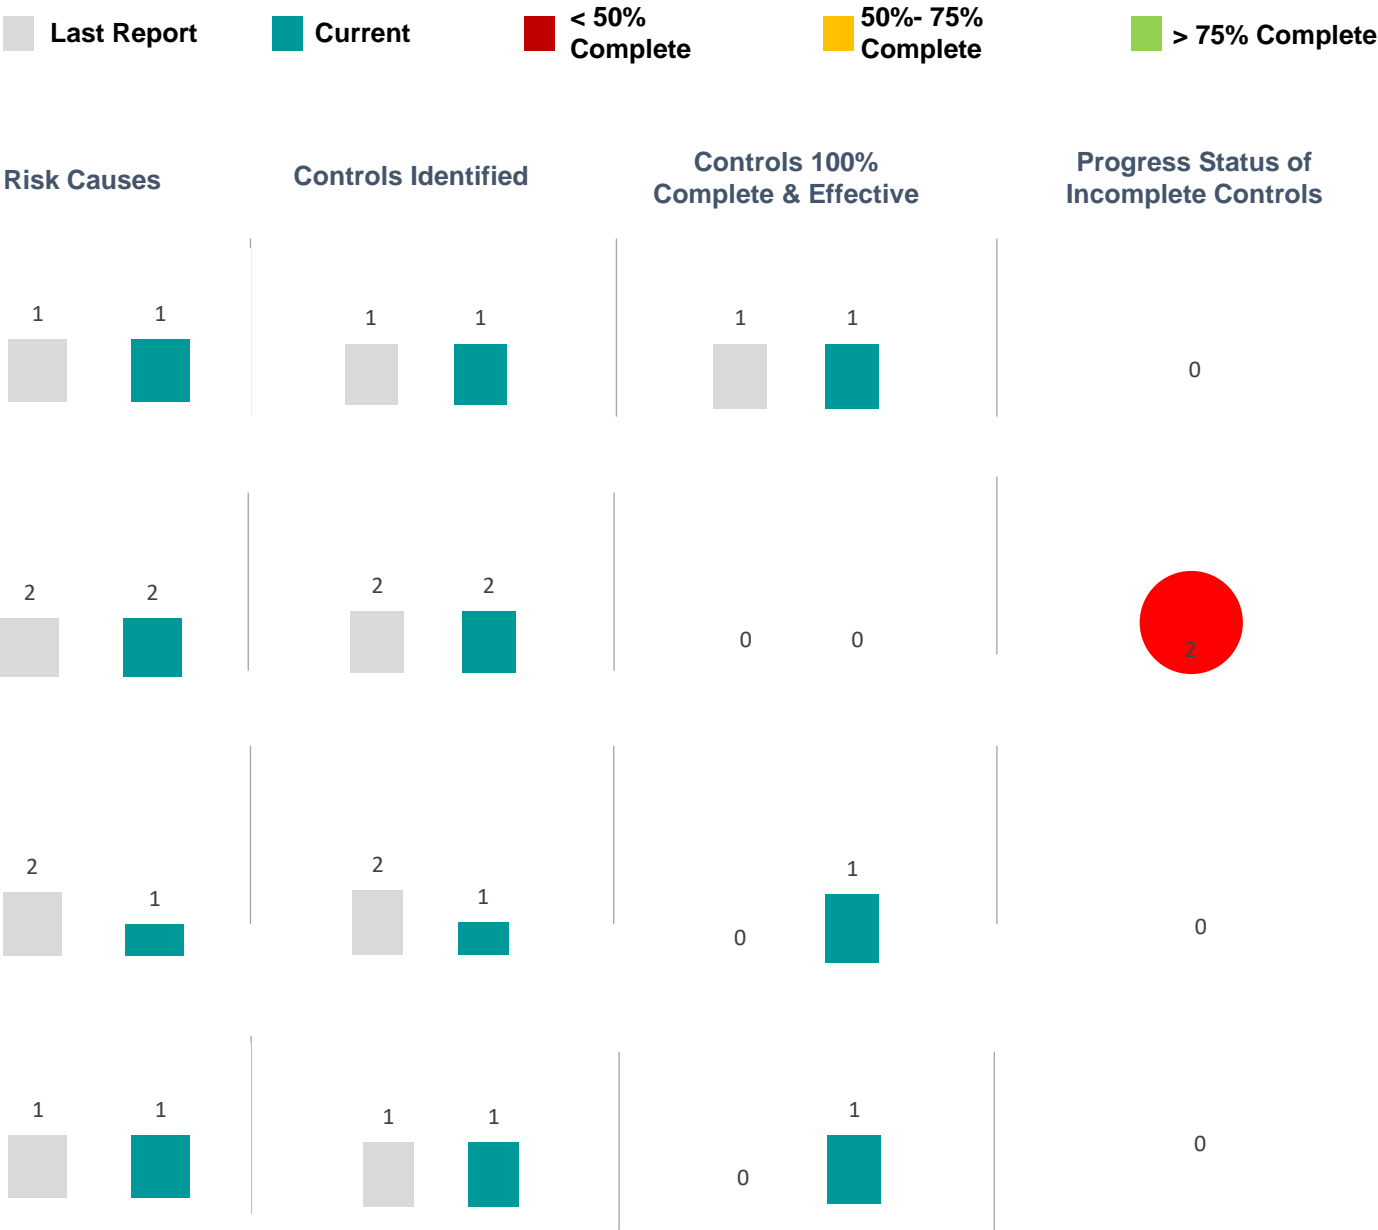 Last Report
Current
< 50%
Complete
50%- 75%
Complete
> 75% Complete
Risk Causes
Controls Identified
Controls 100%
Complete & Effective
Progress Status of
Incomplete Controls
1 1 1 1 1 1 0
2 2 2 2 0 0 2
2 1 2 1 0 1 0
1 1 1 1 0 1 0